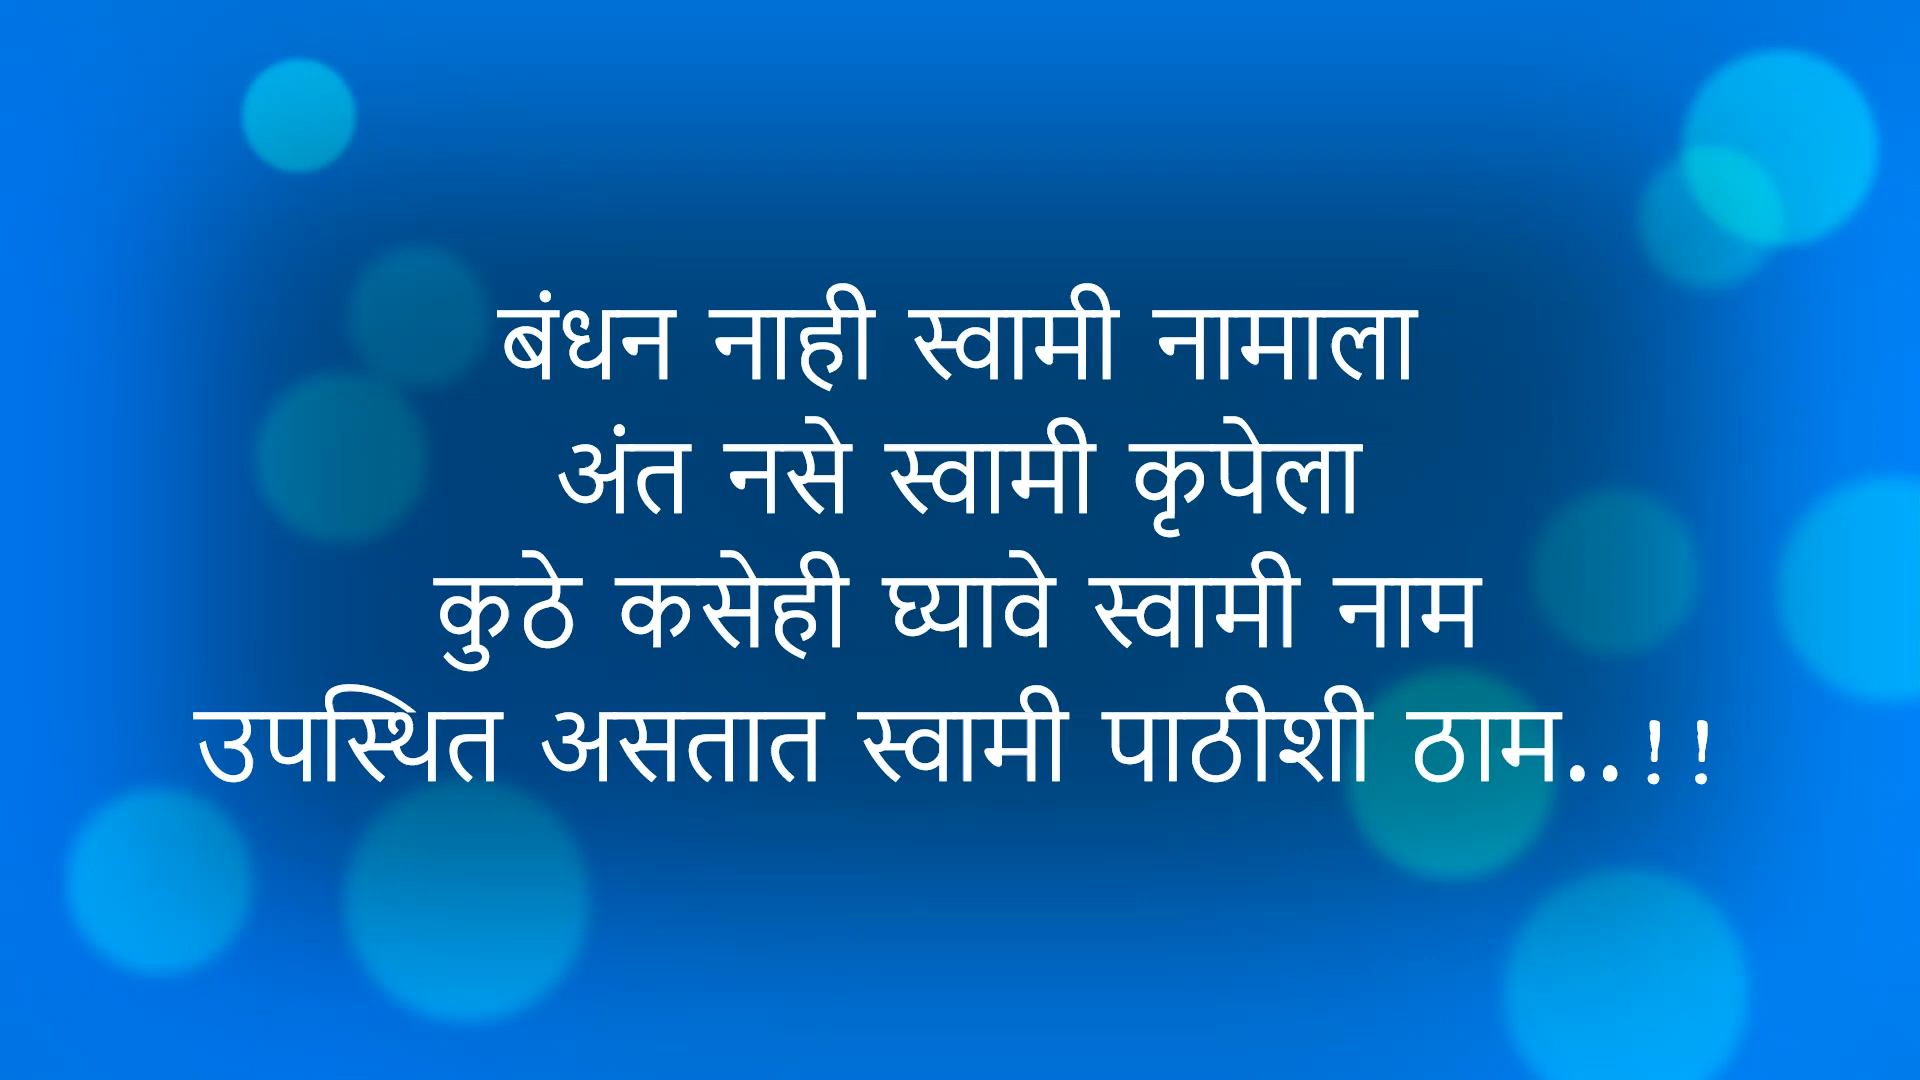 बंधन नाही स्वामी नामाला
अंत नसे स्वामी कृपेला
कुठे कसेही घ्यावे स्वामी नाम
उपस्थित असतात स्वामी पाठीशी ठाम..!!